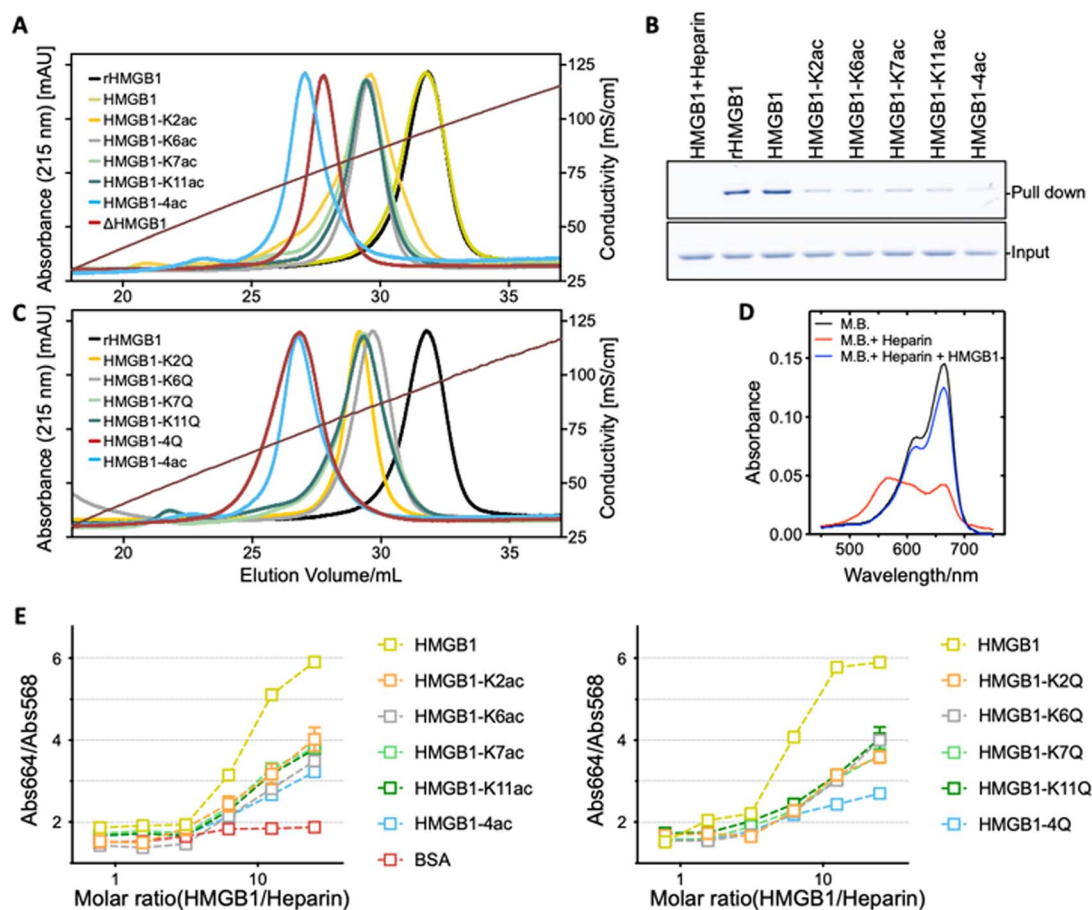 A
Absorbance (215 nm) [mAU]
rHMGB1
HMGB1
HMGB1-K2ac
HMGB1-K6ac
HMGB1-K7ac
HMGB1-K11ac
HMGB1-4ac
ΔHMGB1
20
25
30
35
125
100
75
50
25
Conductivity [mS/cm]
B
HMGB1+Heparin
rHMGB1
HMGB1
HMGB1-K2ac
HMGB1-K6ac
HMGB1-K7ac
HMGB1-K11ac
HMGB1-4ac
-Pull down
-Input
C
Absorbance (215 nm) [mAU]
rHMGB1
HMGB1-K2Q
HMGB1-K6Q
HMGB1-K7Q
HMGB1-K11Q
HMGB1-4Q
HMGB1-4ac
20
25
30
35
Elution Volume/mL
125
100
75
50
25
Conductivity [mS/cm]
D
M.B.
M.B.+ Heparin
M.B.+ Heparin + HMGB1
Absorbance
0.15
0.10
0.05
0.00
500
600
700
Wavelength/nm
E
Abs664/Abs568
6
4
2
1
10
Molar ratio(HMGB1/Heparin)
HMGB1
HMGB1-K2ac
HMGB1-K6ac
HMGB1-K7ac
HMGB1-K11ac
HMGB1-4ac
BSA
Abs664/Abs568
6
4
2
1
10
Molar ratio(HMGB1/Heparin)
HMGB1
HMGB1-K2Q
HMGB1-K6Q
HMGB1-K7Q
HMGB1-K11Q
HMGB1-4Q